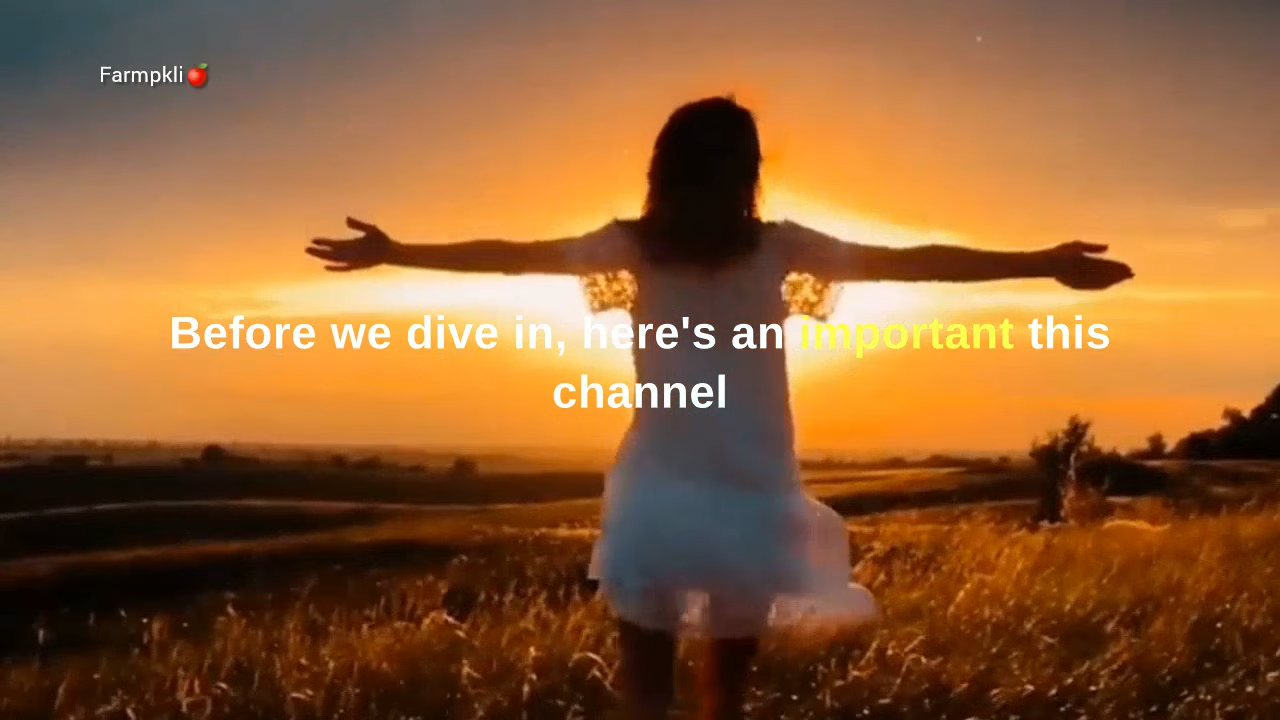 Farmpkli🍎
Before we dive in, here's an important this
channel